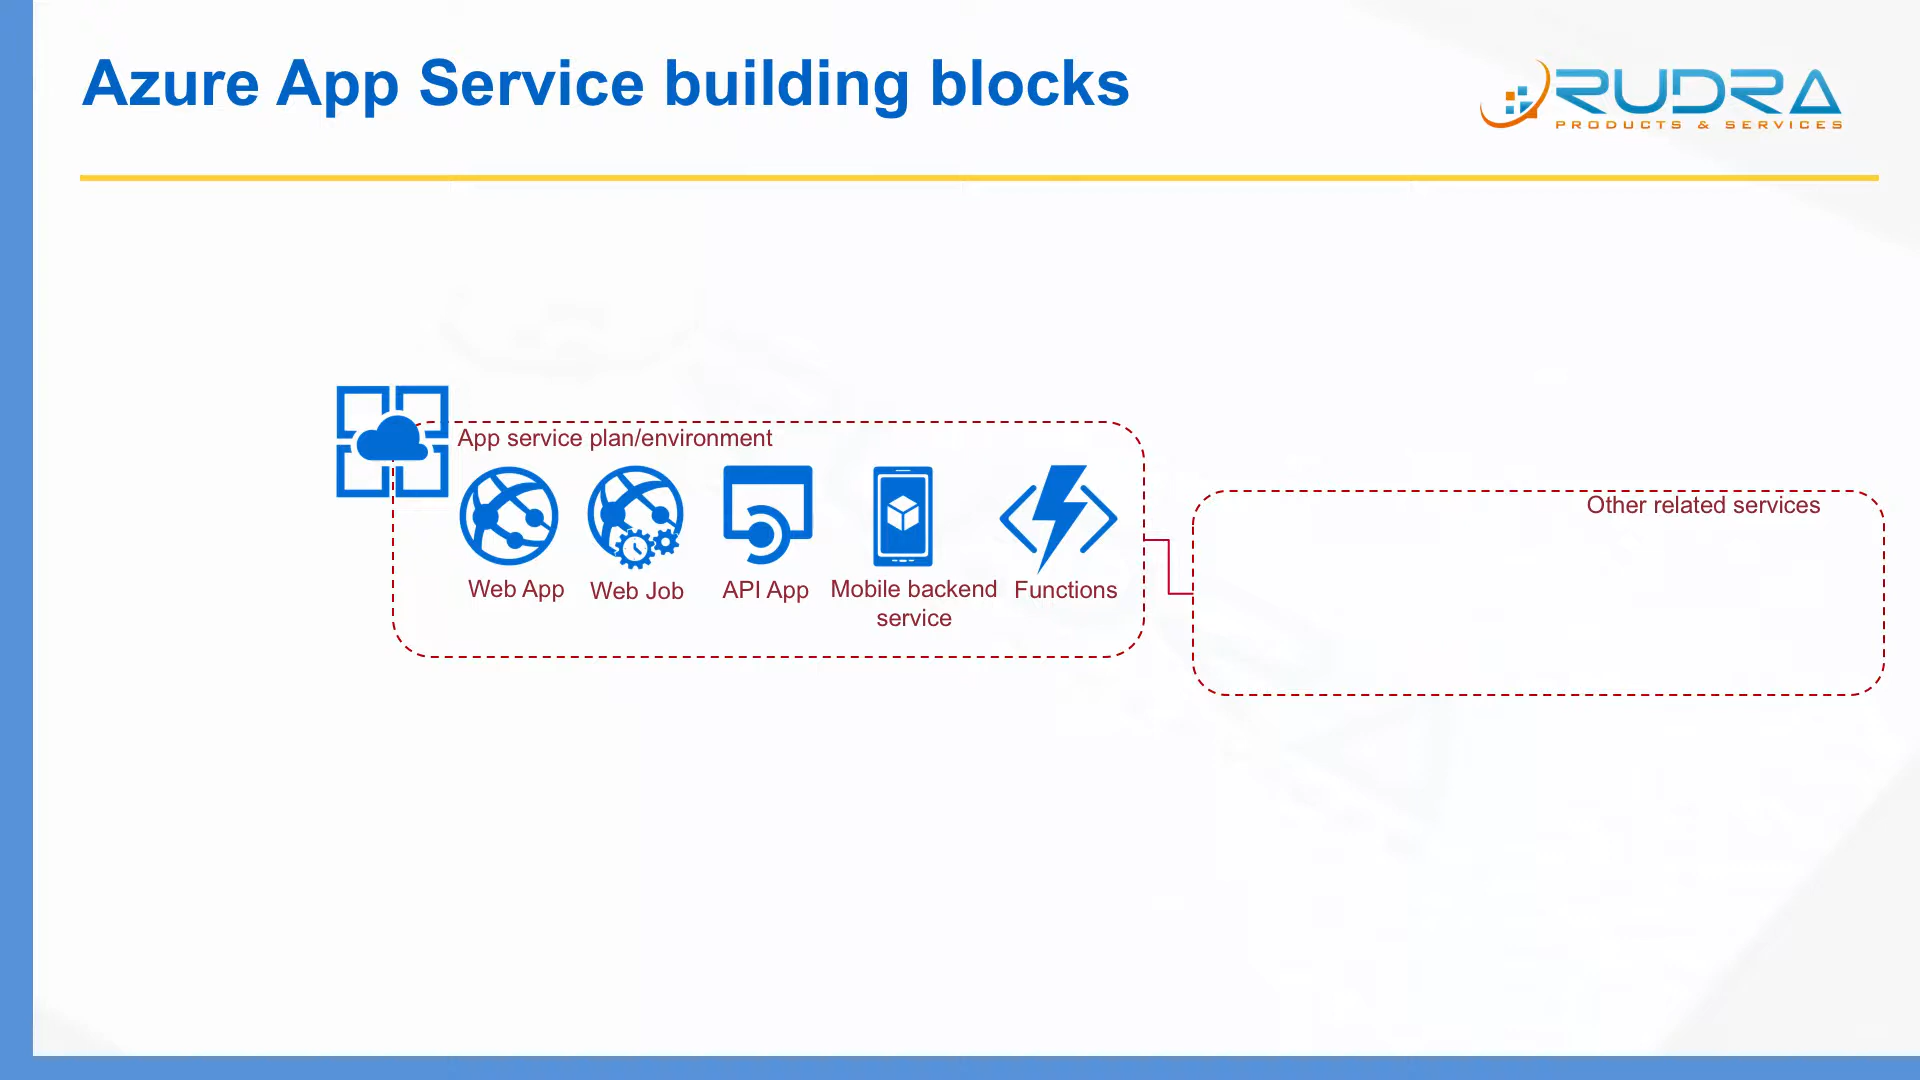 Azure App Service building blocks
RUDRA
PRODUCTS & SERVICES
App service plan/environment
Web App
Web Job
API App
Mobile backend
service
Functions
Other related services